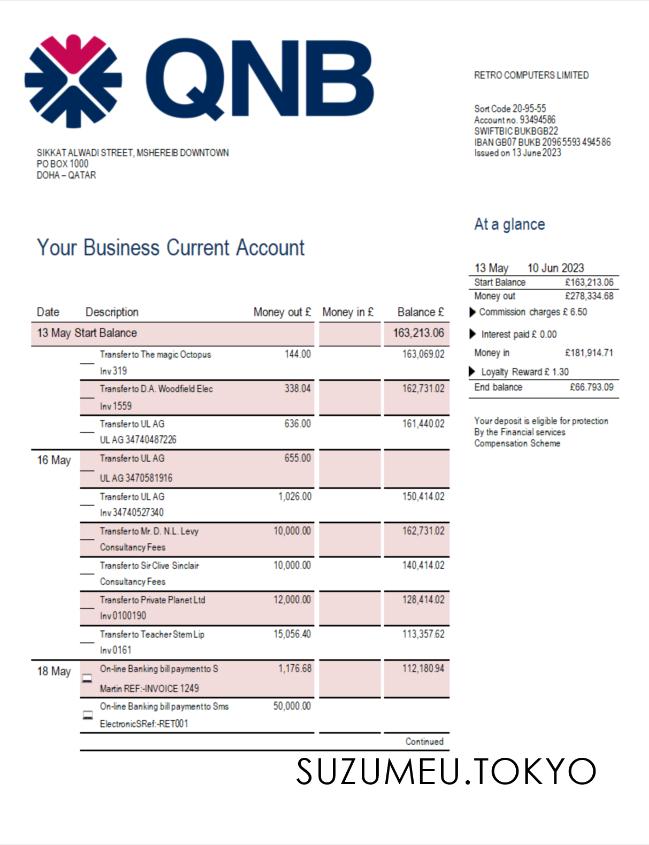 QNB
RETRO COMPUTERS LIMITED
Sort Code 20-95-55
Account no. 93494586
SWIFTBIC BUKBGB22
IBAN GB07 BUKB 20965593 494586
Issued on 13 June 2023
SIKKAT ALWADI STREET, MSHEREIB DOWNTOWN
PO BOX 1000
DOHA – QATAR
Your Business Current Account
At a glance
13 May 10 Jun 2023
Start Balance £163,213.06
Money out £278,334.68
Commission charges £ 6.50
Interest paid £ 0.00
Money in £181,914.71
Loyalty Reward £ 1.30
End balance £66.793.09
Your deposit is eligible for protection
By the Financial services
Compensation Scheme
Date Description Money out £ Money in £ Balance £
13 May Start Balance 163,213.06
Transfer to The magic Octopus 144.00 163,069.02
Inv 319
Transfer to D.A. Woodfield Elec 338.04 162,731.02
Inv 1559
Transfer to UL AG 636.00 161,440.02
UL AG 34740487226
16 May Transfer to UL AG 655.00
UL AG 3470581916
Transfer to UL AG 1,026.00 150,414.02
Inv 34740527340
Transfer to Mr. D. N.L. Levy 10,000.00 162,731.02
Consultancy Fees
Transfer to Sir Clive Sinclair 10,000.00 140,414.02
Consultancy Fees
Transfer to Private Planet Ltd 12,000.00 128,414.02
Inv 0100190
Transfer to Teacher Stem Lip 15,056.40 113,357.62
Inv 0161
18 May On-line Banking bill payment to S 1,176.68 112,180.94
Martin REF:-INVOICE 1249
On-line Banking bill payment to Sms 50,000.00
ElectronicSRef:-RET001
Continued
SUZUMEU.TOKYO